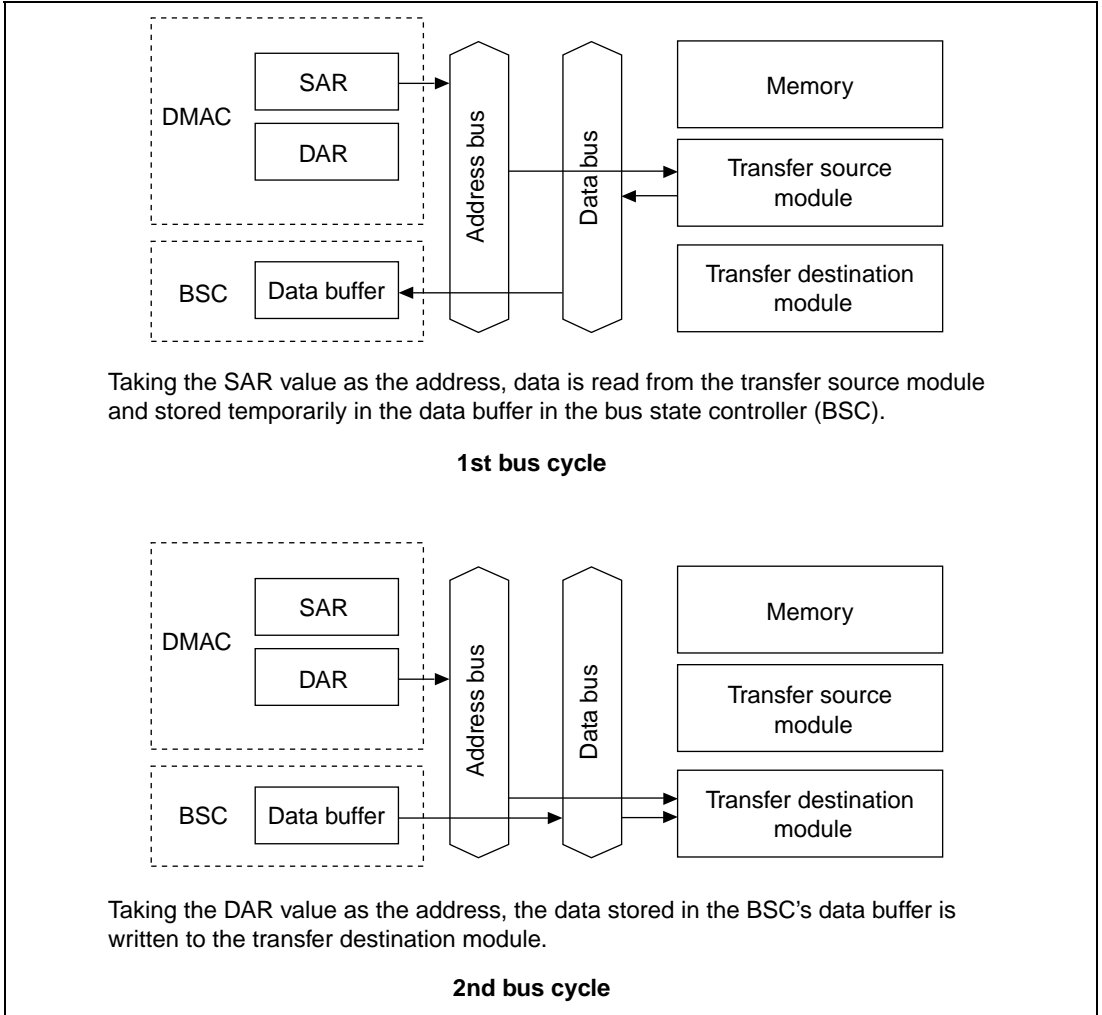 SAR
DMAC
DAR
BSC
Data buffer
Address bus
Data bus
Memory
Transfer source
module
Transfer destination
module
Taking the SAR value as the address, data is read from the transfer source module
and stored temporarily in the data buffer in the bus state controller (BSC).
1st bus cycle
SAR
DMAC
DAR
BSC
Data buffer
Address bus
Data bus
Memory
Transfer source
module
Transfer destination
module
Taking the DAR value as the address, the data stored in the BSC’s data buffer is
written to the transfer destination module.
2nd bus cycle